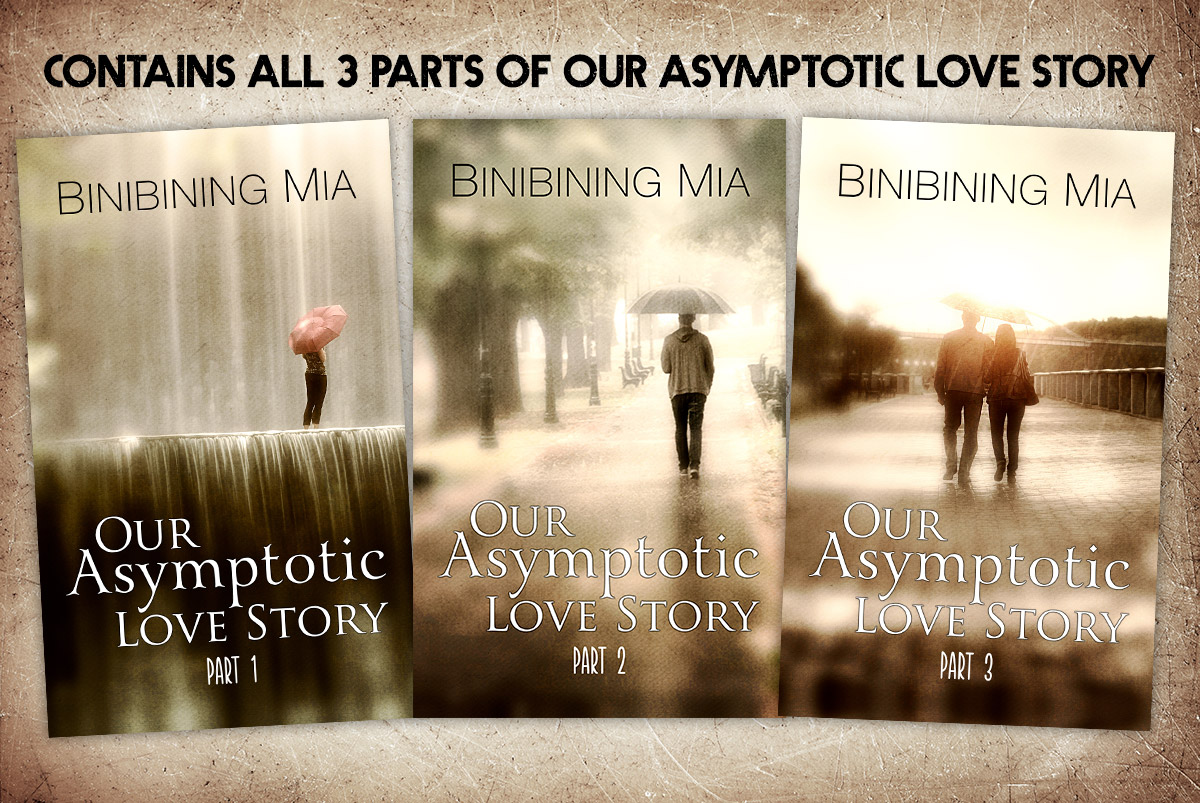 CONTAINS ALL 3 PARTS OF OUR ASYMPTOTIC LOVE STORY
BINIBINING MIA
OUR
Asymptotic
LOVE STORY
PART 1
BINIBINING MIA
OUR
Asymptotic
LOVE STORY
PART 2
BINIBINING MIA
OUR
Asymptotic
LOVE STORY
PART 3